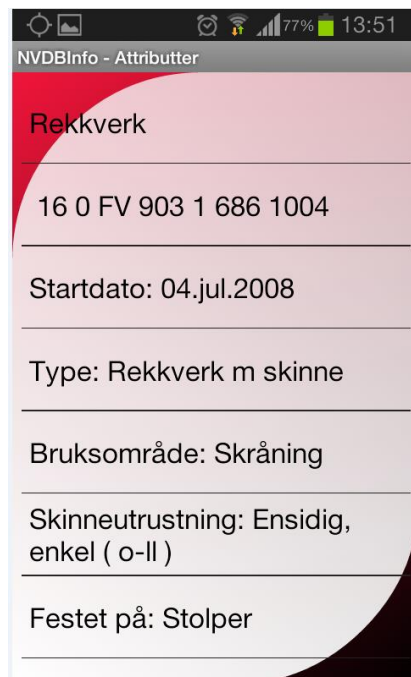 77% 13:51
NVDBInfo - Attributter
Rekkverk
16 0 FV 903 1 686 1004
Startdato: 04.jul.2008
Type: Rekkverk m skinne
Bruksområde: Skråning
Skinneutrustning: Ensidig,
enkel ( o-ll )
Festet på: Stolper